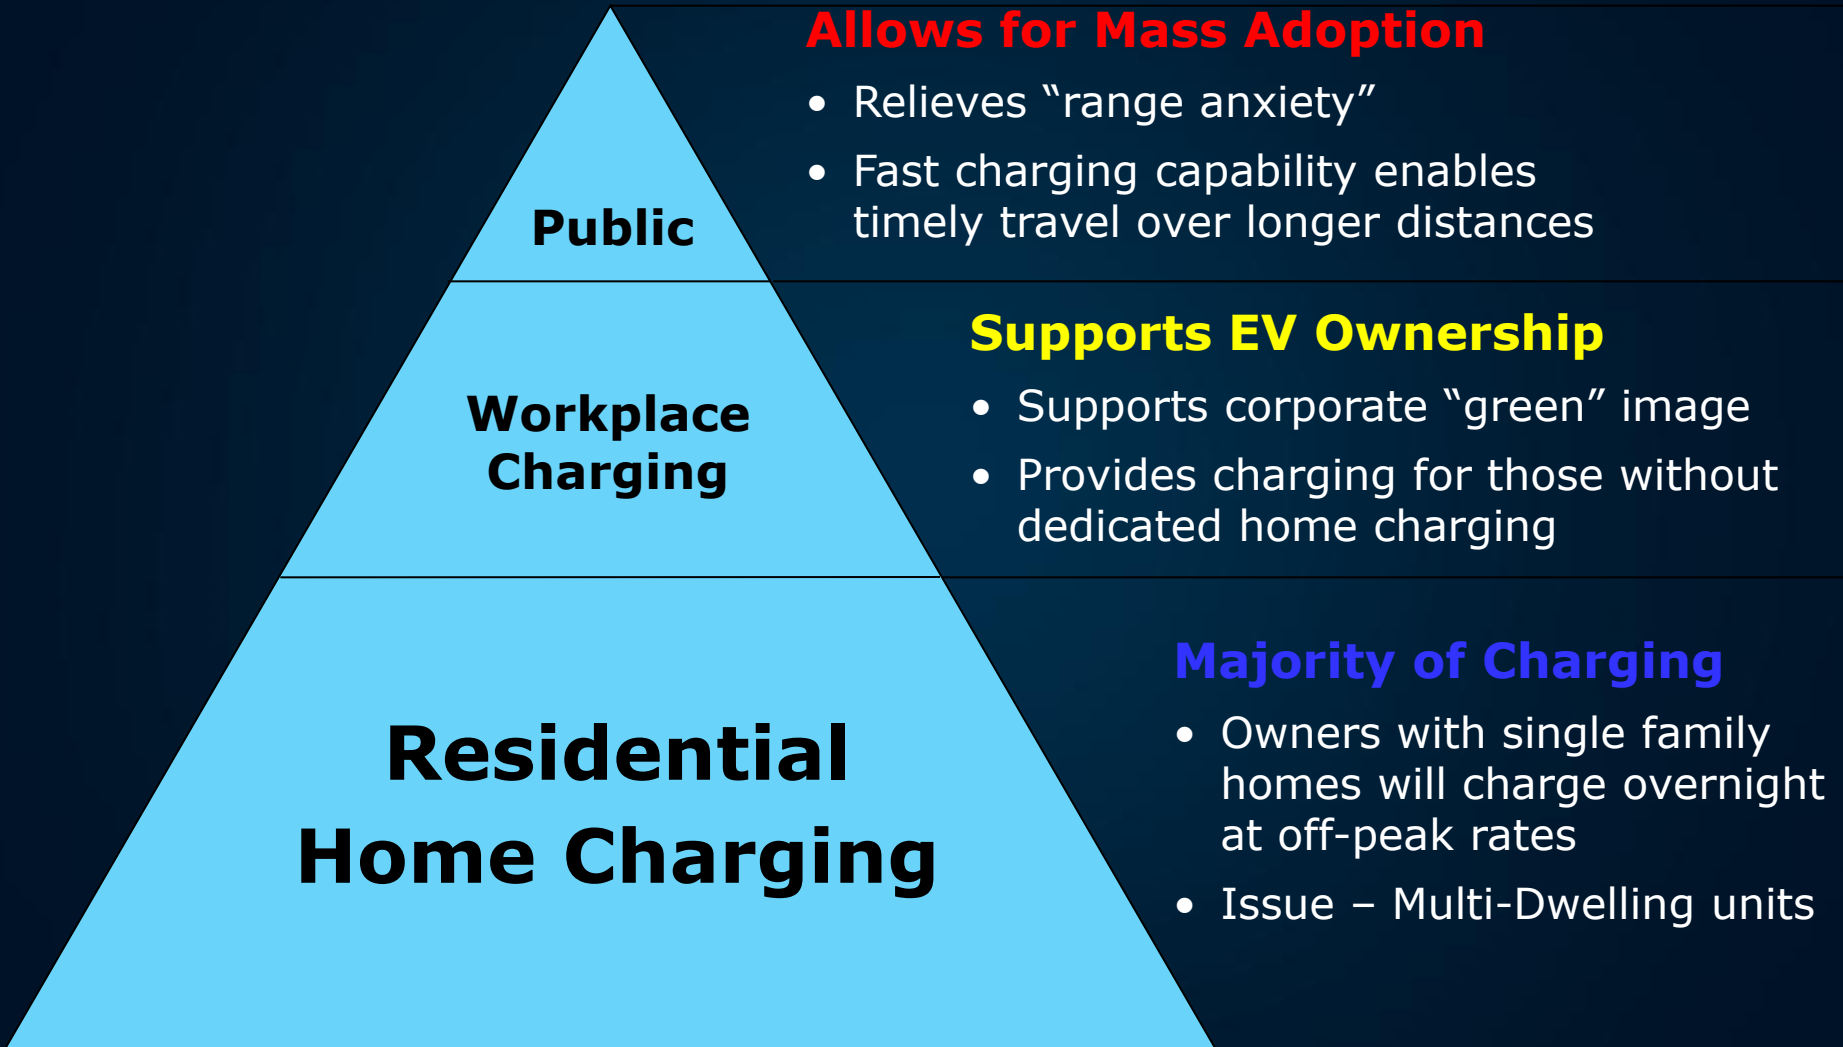 Allows for Mass Adoption
• Relieves “range anxiety”
• Fast charging capability enables
timely travel over longer distances
Public
Supports EV Ownership
• Supports corporate “green” image
• Provides charging for those without
dedicated home charging
Workplace
Charging
Majority of Charging
• Owners with single family
homes will charge overnight
at off-peak rates
• Issue – Multi-Dwelling units
Residential
Home Charging